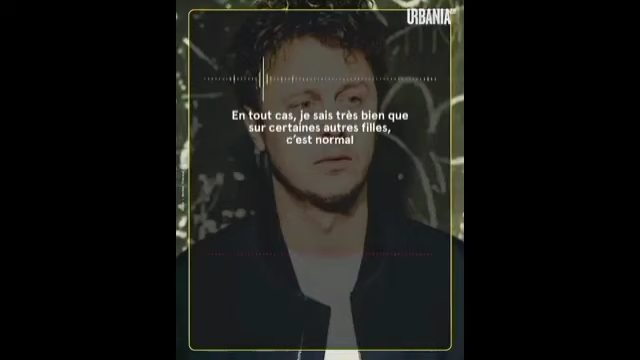 URBANIA
En tout cas, je sais très bien que
sur certaines autres filles,
c'est normal